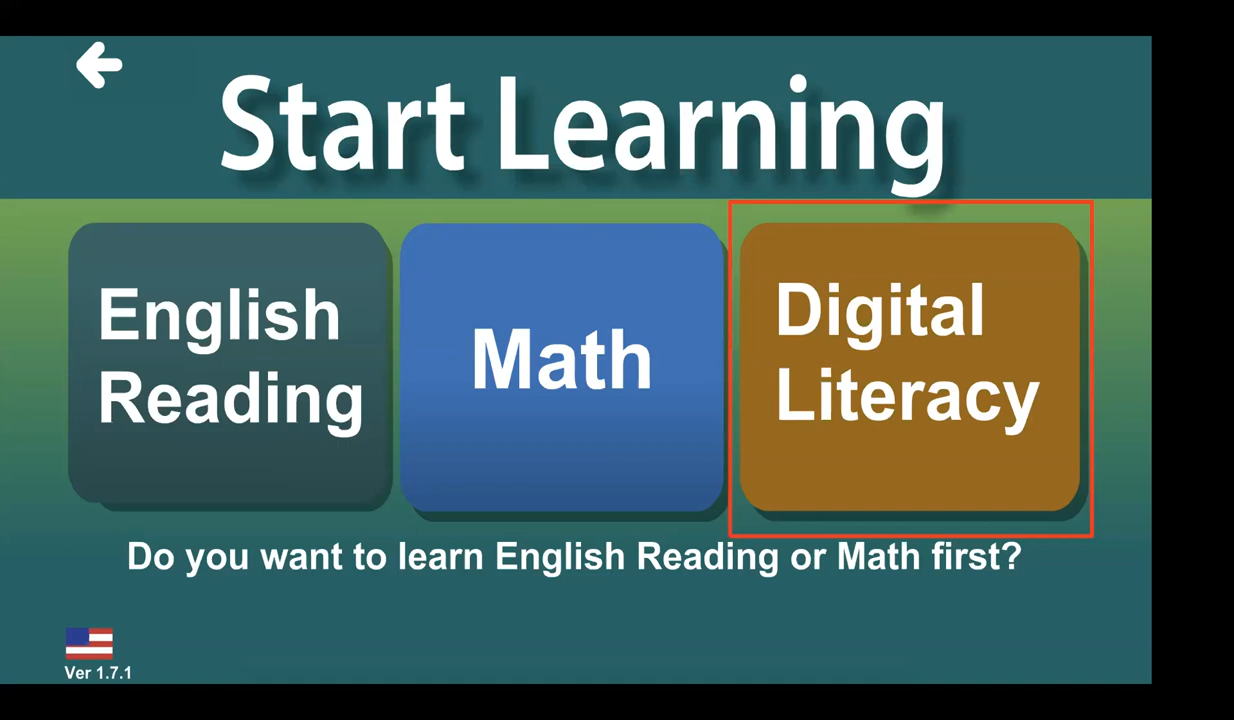 Start Learning
English
Reading
Math
Digital
Literacy
Do you want to learn English Reading or Math first?
Ver 1.7.1